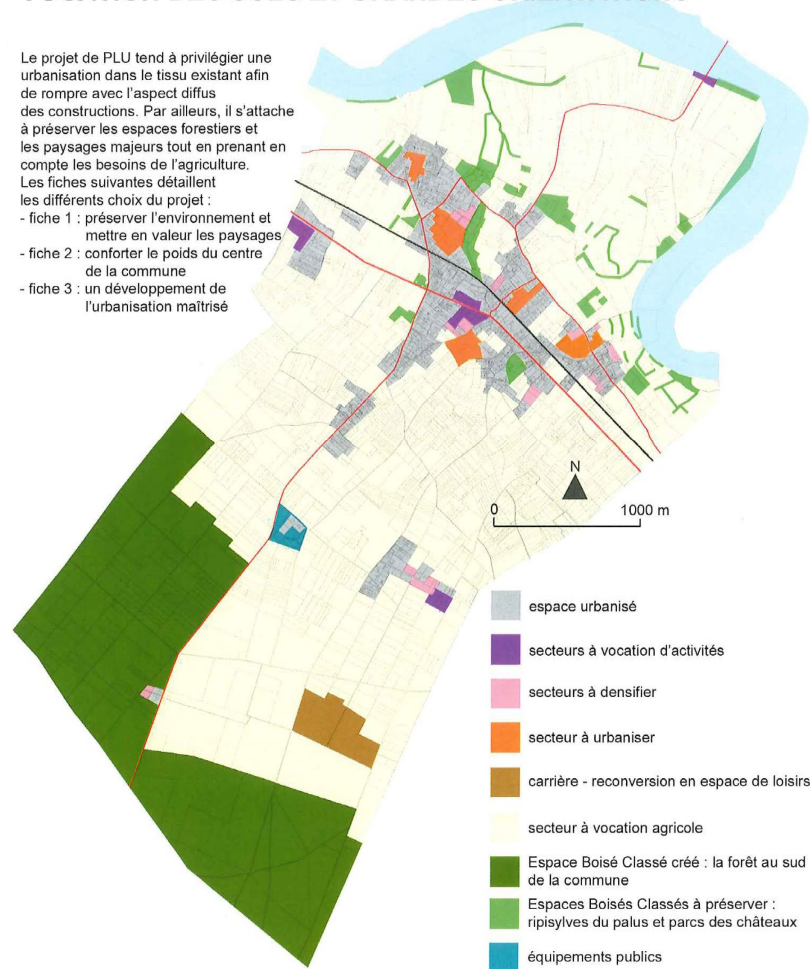 Le projet de PLU tend à privilégier une
urbanisation dans le tissu existant afin
de rompre avec l'aspect diffus
des constructions. Par ailleurs, il s'attache
à préserver les espaces forestiers et
les paysages majeurs tout en prenant en
compte les besoins de l'agriculture.
Les fiches suivantes détaillent
les différents choix du projet :
- fiche 1 : préserver l'environnement et
mettre en valeur les paysages
- fiche 2 : conforter le poids du centre
de la commune
- fiche 3 : un développement de
l'urbanisation maîtrisé
N
0 1000 m
espace urbanisé
secteurs à vocation d'activités
secteurs à densifier
secteur à urbaniser
carrière - reconversion en espace de loisirs
secteur à vocation agricole
Espace Boisé Classé créé : la forêt au sud
de la commune
Espaces Boisés Classés à préserver :
ripisylves du palus et parcs des châteaux
équipements publics